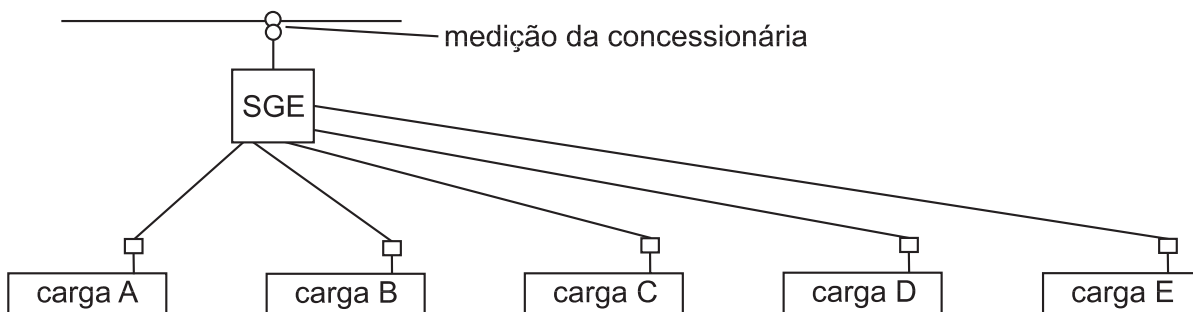 medição da concessionária
SGE
carga A
carga B
carga C
carga D
carga E